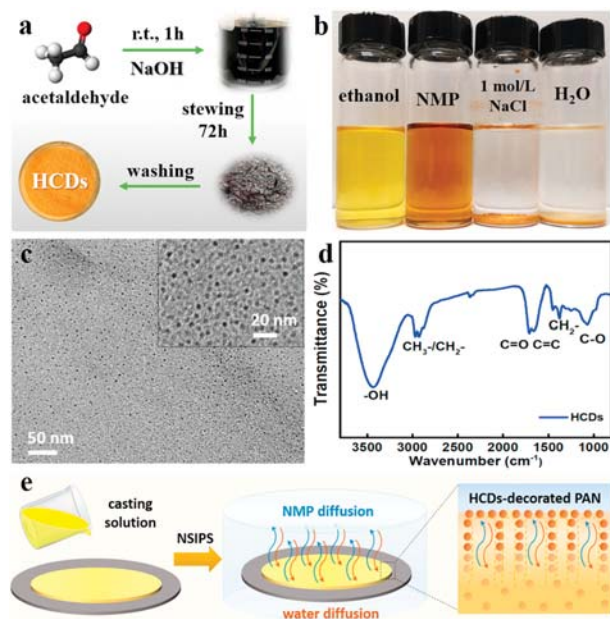 a
r.t., 1h
NaOH
acetaldehyde
stewing
72h
washing
HCDs
b
ethanol
NMP
1 mol/L
NaCl
H₂O
c
20 nm
50 nm
d
Transmittance (%)
-OH
CH₃-/CH₂-
C=O
C=C
CH₂-
C-O
HCDs
3500 3000 2500 2000 1500 1000
Wavenumber (cm⁻¹)
e
casting
solution
NSIPS
NMP diffusion
water diffusion
HCDs-decorated PAN